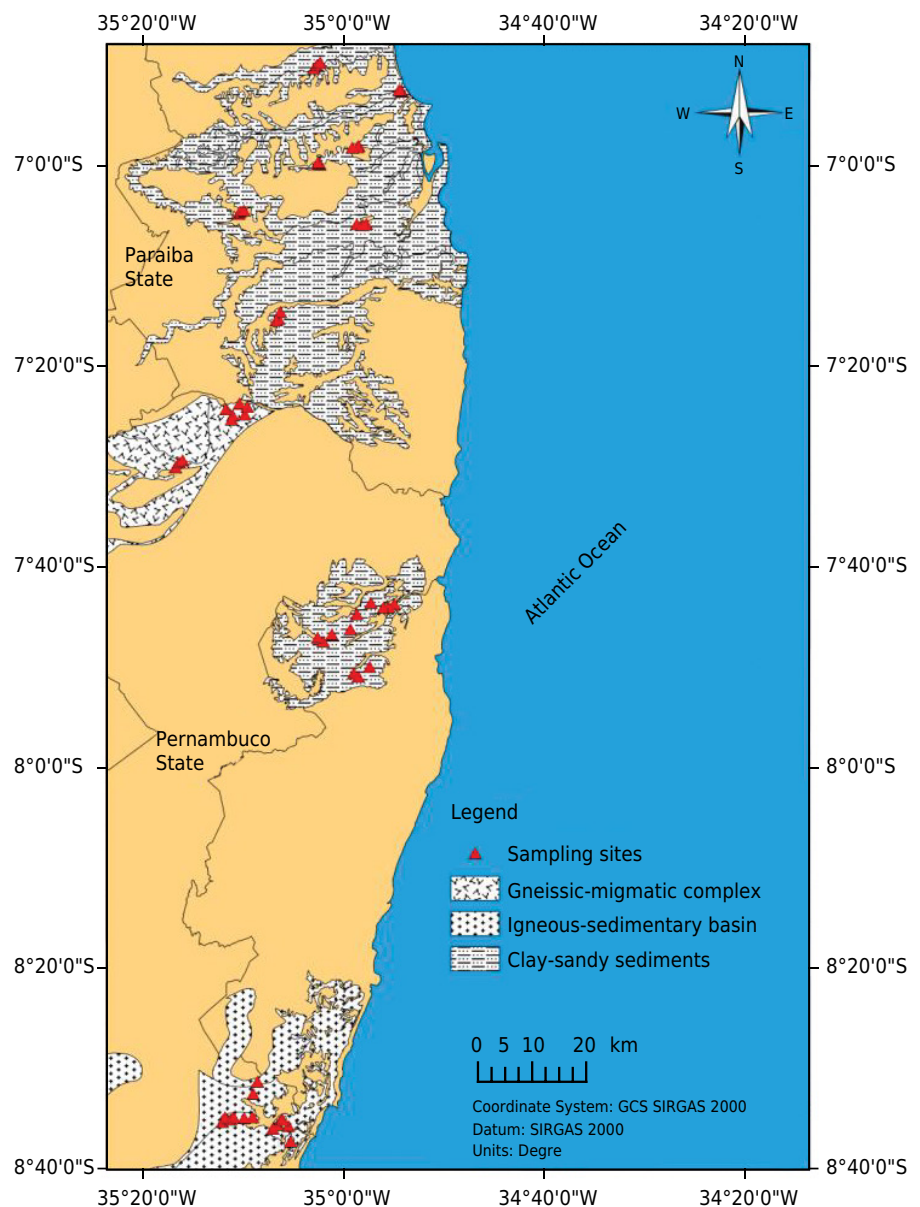 35°20'0"W 35°0'0"W 34°40'0"W 34°20'0"W
N
W E
S
7°0'0"S 7°0'0"S
Paraiba
State
7°20'0"S 7°20'0"S
7°40'0"S 7°40'0"S
Atlantic Ocean
Pernambuco
State
8°0'0"S 8°0'0"S
Legend
Sampling sites
Gneissic-migmatic complex
Igneous-sedimentary basin
Clay-sandy sediments
8°20'0"S 8°20'0"S
0 5 10 20 km
Coordinate System: GCS SIRGAS 2000
Datum: SIRGAS 2000
Units: Degre
8°40'0"S 8°40'0"S
35°20'0"W 35°0'0"W 34°40'0"W 34°20'0"W